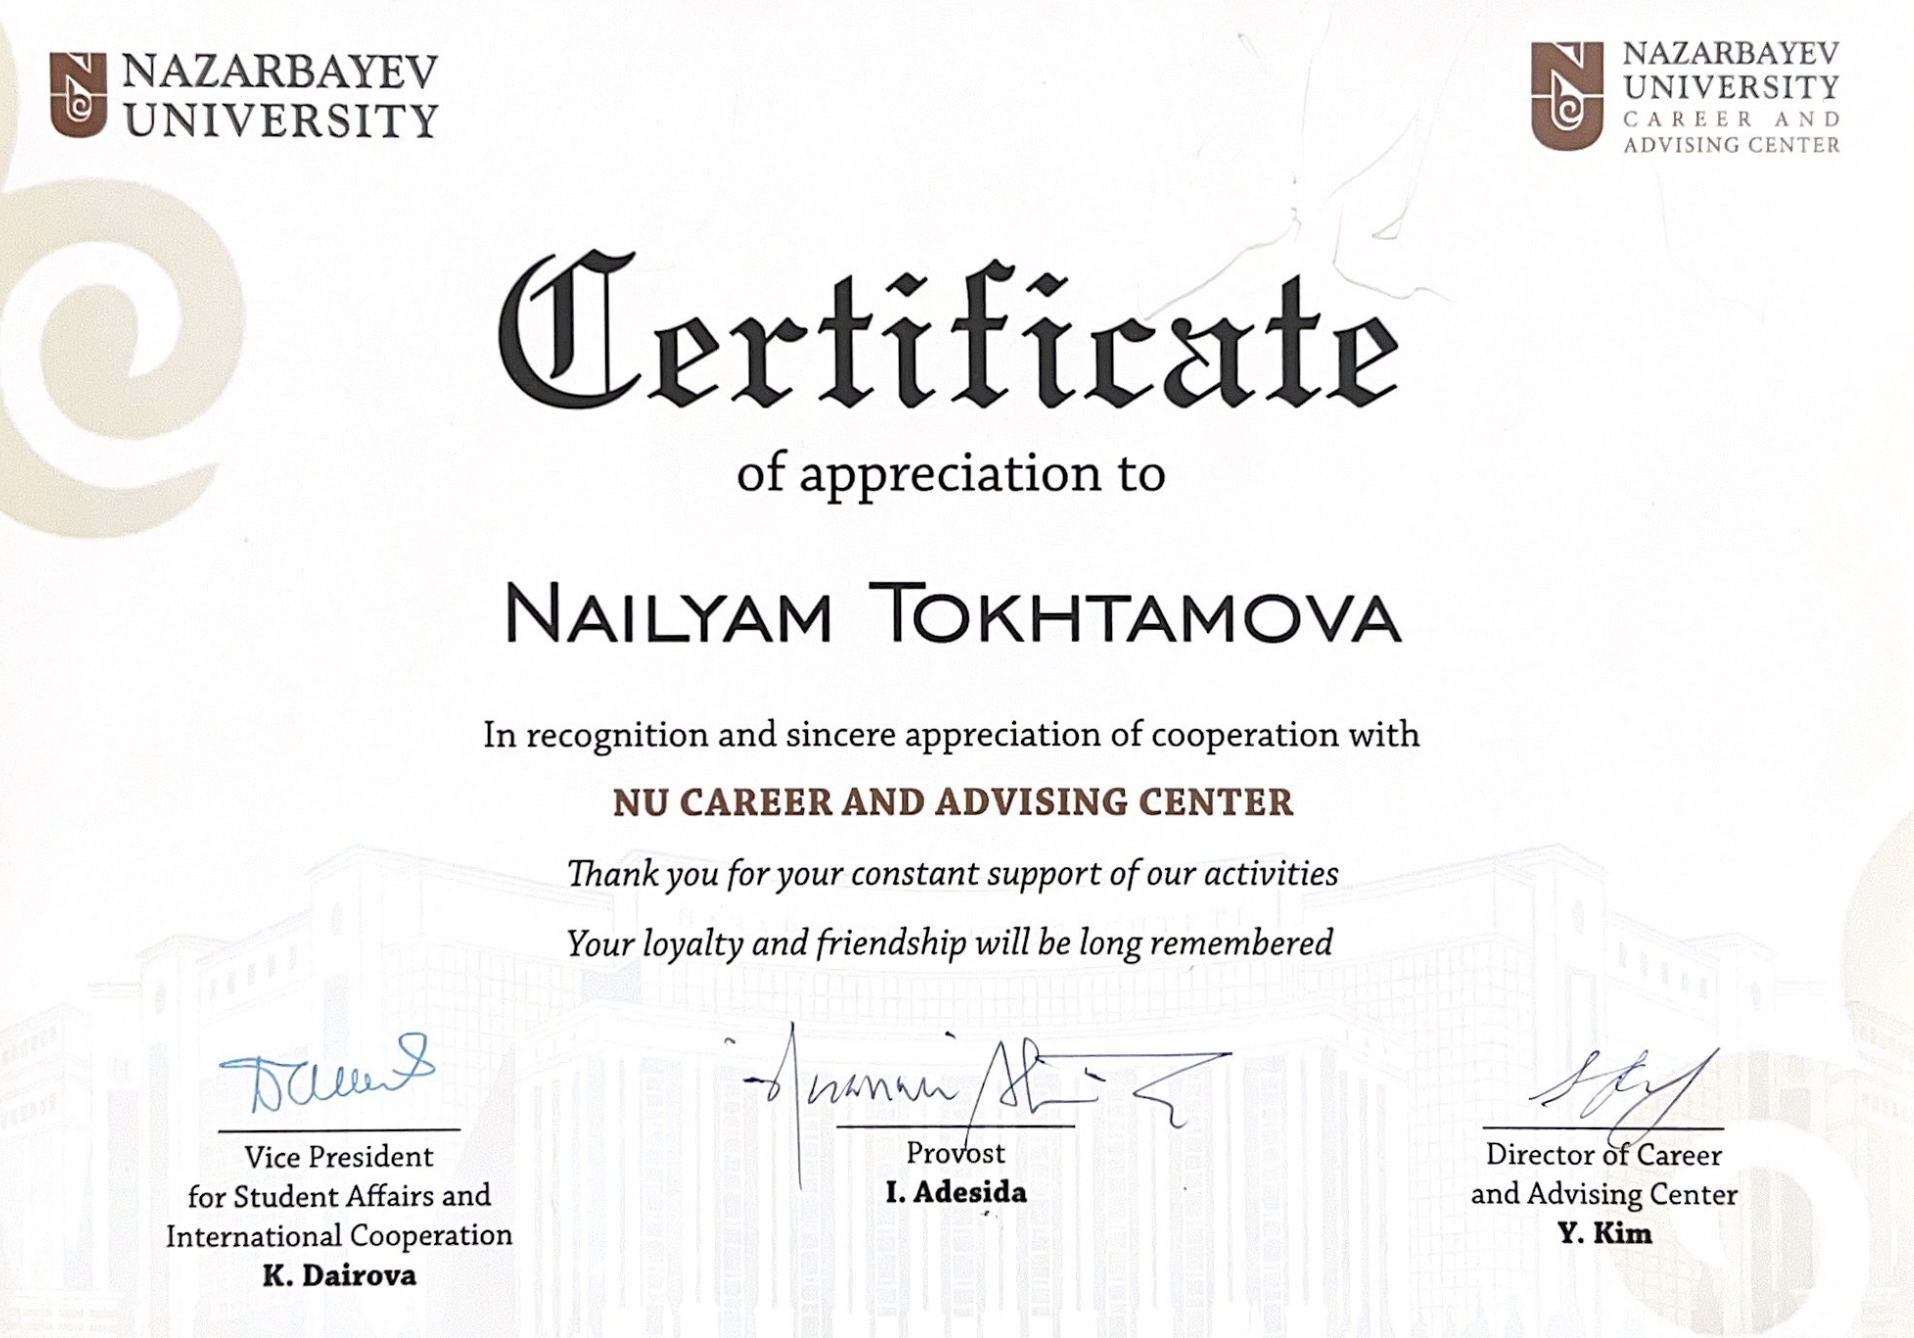 NAZARBAYEV
UNIVERSITY
NAZARBAYEV
UNIVERSITY
CAREER AND
ADVISING CENTER
Certificate
of appreciation to
NAILYAM TOKHTAMOVA
In recognition and sincere appreciation of cooperation with
NU CAREER AND ADVISING CENTER
Thank you for your constant support of our activities
Your loyalty and friendship will be long remembered
Vice President
for Student Affairs and
International Cooperation
K. Dairova
Provost
I. Adesida
Director of Career
and Advising Center
Y. Kim